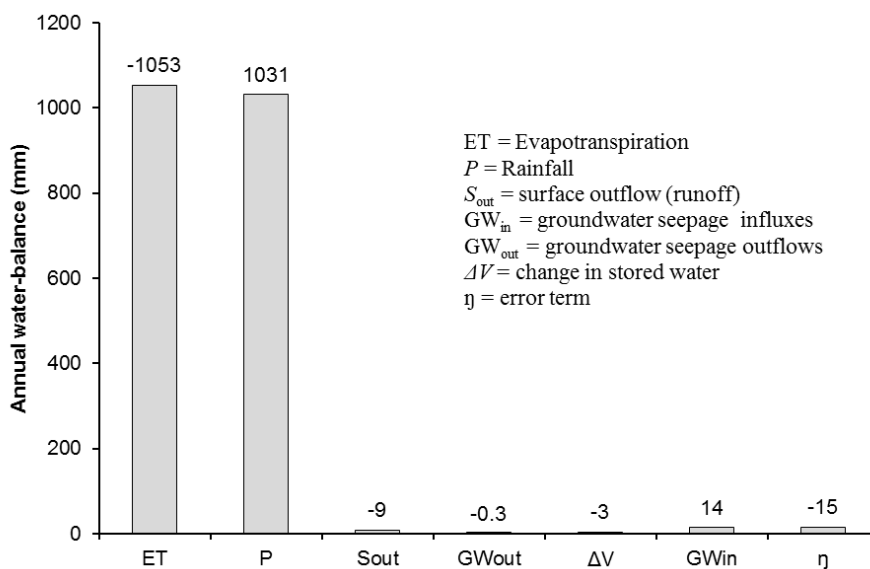 1200
1000
800
600
400
200
0
Annual water-balance (mm)
-1053
1031
-9
-0.3
-3
14
-15
ET
P
Sout
GWout
ΔV
GWin
η
ET = Evapotranspiration
P = Rainfall
Sout = surface outflow (runoff)
GWin = groundwater seepage influxes
GWout = groundwater seepage outflows
ΔV = change in stored water
η = error term